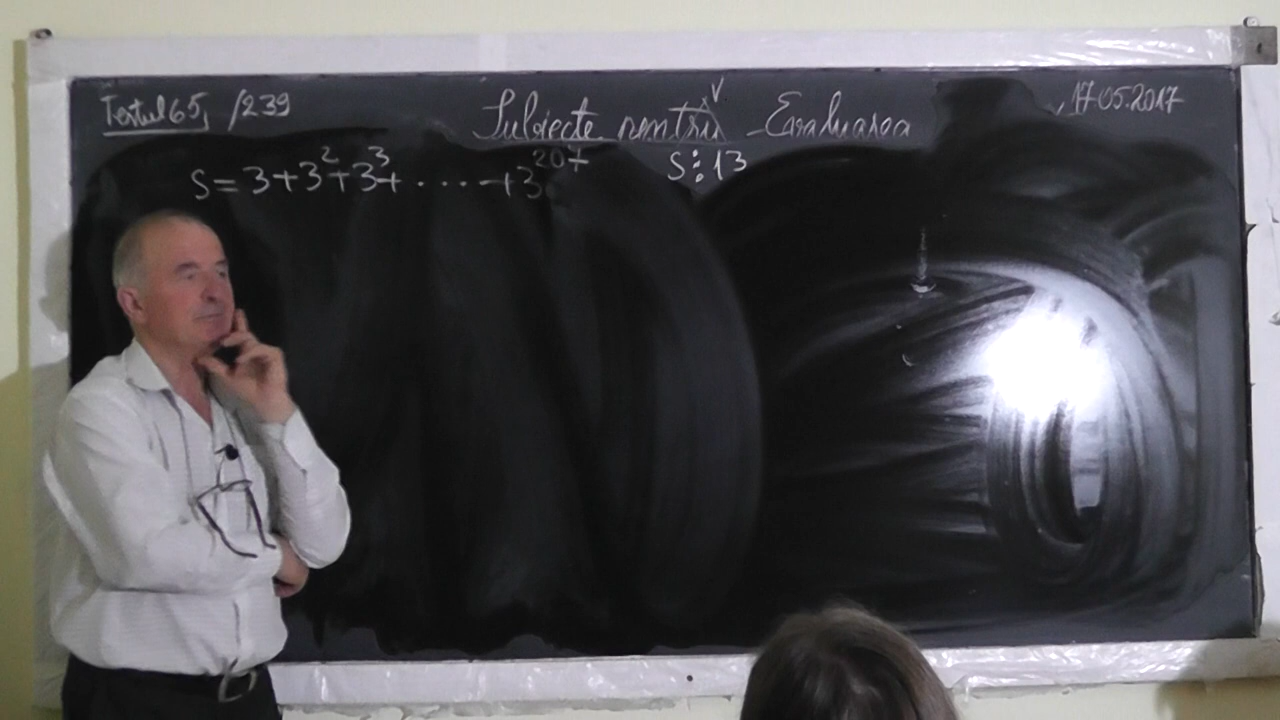 Testul 65, /239
Subiecte pentru Evaluarea
17.05.2017
S = 3 + 3² + 3³ + ..... + 3²⁰⁷
S ⋮ 13